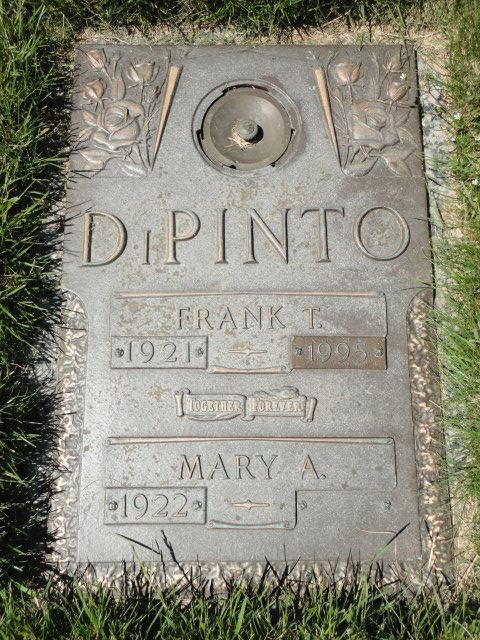 DiPINTO
FRANK T.
1921 1995
TOGETHER FOREVER
MARY A.
1922